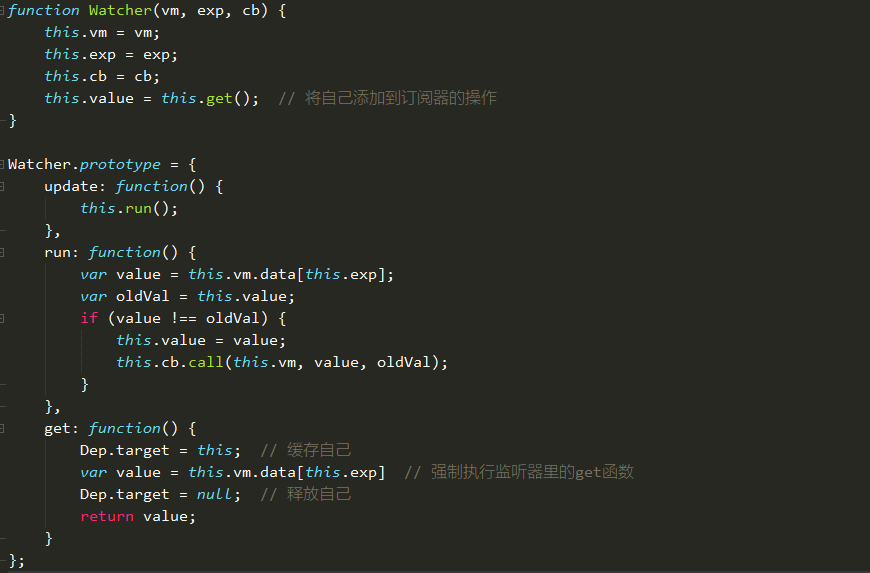 function Watcher(vm, exp, cb) {
    this.vm = vm;
    this.exp = exp;
    this.cb = cb;
    this.value = this.get();  // 将自己添加到订阅器的操作
}

Watcher.prototype = {
    update: function() {
        this.run();
    },
    run: function() {
        var value = this.vm.data[this.exp];
        var oldVal = this.value;
        if (value !== oldVal) {
            this.value = value;
            this.cb.call(this.vm, value, oldVal);
        }
    },
    get: function() {
        Dep.target = this;  // 缓存自己
        var value = this.vm.data[this.exp]  // 强制执行监听器里的get函数
        Dep.target = null;  // 释放自己
        return value;
    }
};